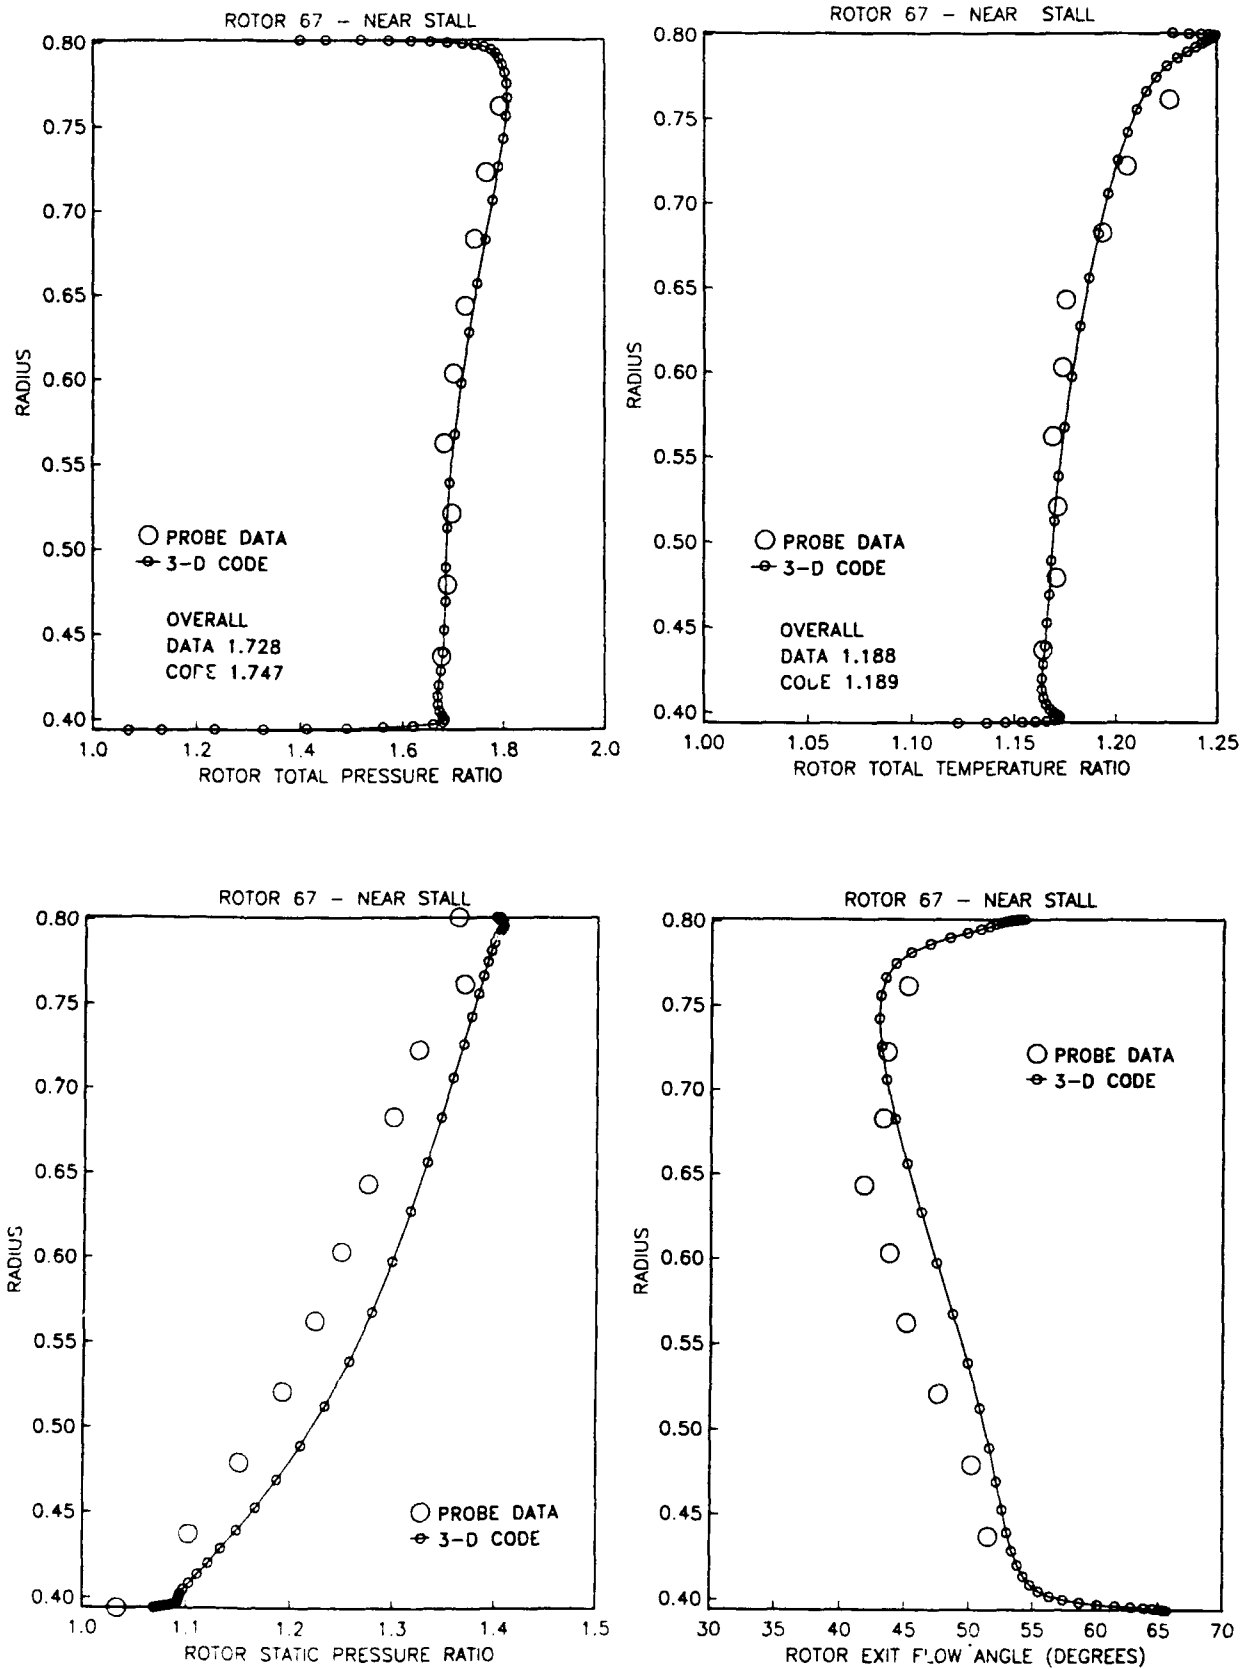 ROTOR 67 - NEAR STALL
0.80
0.75
0.70
0.65
0.60
0.55
0.50
0.45
0.40
RADIUS
PROBE DATA
3-D CODE
OVERALL
DATA 1.728
CODE 1.747
1.0
1.2
1.4
1.6
1.8
2.0
ROTOR TOTAL PRESSURE RATIO
ROTOR 67 - NEAR STALL
0.80
0.75
0.70
0.65
0.60
0.55
0.50
0.45
0.40
RADIUS
PROBE DATA
3-D CODE
OVERALL
DATA 1.188
CODE 1.189
1.00
1.05
1.10
1.15
1.20
1.25
ROTOR TOTAL TEMPERATURE RATIO
ROTOR 67 - NEAR STALL
0.80
0.75
0.70
0.65
0.60
0.55
0.50
0.45
0.40
RADIUS
PROBE DATA
3-D CODE
1.0
1.1
1.2
1.3
1.4
1.5
ROTOR STATIC PRESSURE RATIO
ROTOR 67 - NEAR STALL
0.80
0.75
0.70
0.65
0.60
0.55
0.50
0.45
0.40
RADIUS
PROBE DATA
3-D CODE
30
35
40
45
50
55
60
65
70
ROTOR EXIT FLOW ANGLE (DEGREES)